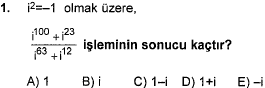 1. i²=–1 olmak üzere,
i¹⁰⁰ + i²³
i⁶³ + i¹² işleminin sonucu kaçtır?
A) 1 B) i C) 1–i D) 1+i E) –i